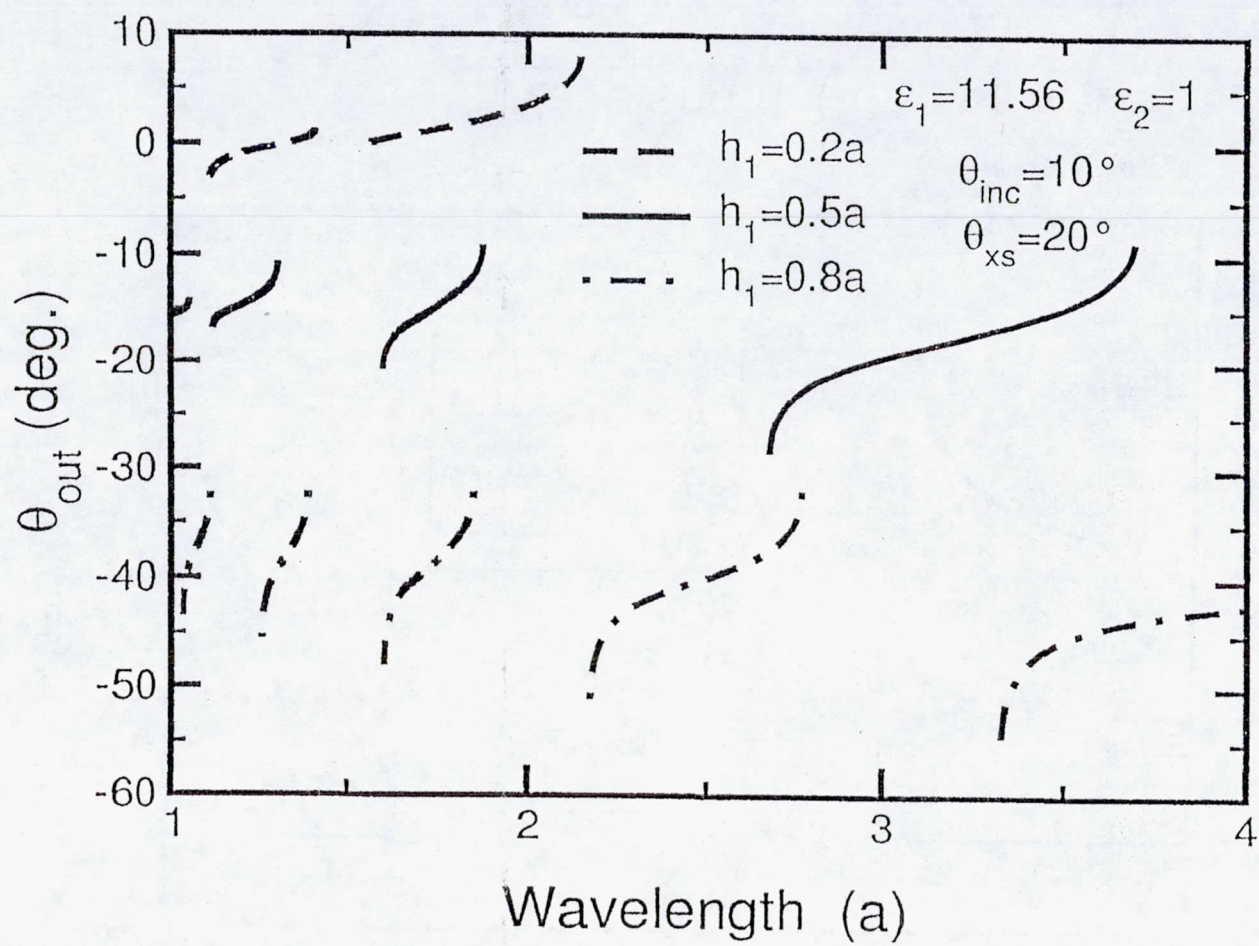 10
0
-10
-20
-30
-40
-50
-60
θout (deg.)
ε1=11.56 ε2=1
h1=0.2a
θinc=10°
h1=0.5a
θxs=20°
h1=0.8a
1 2 3 4
Wavelength (a)